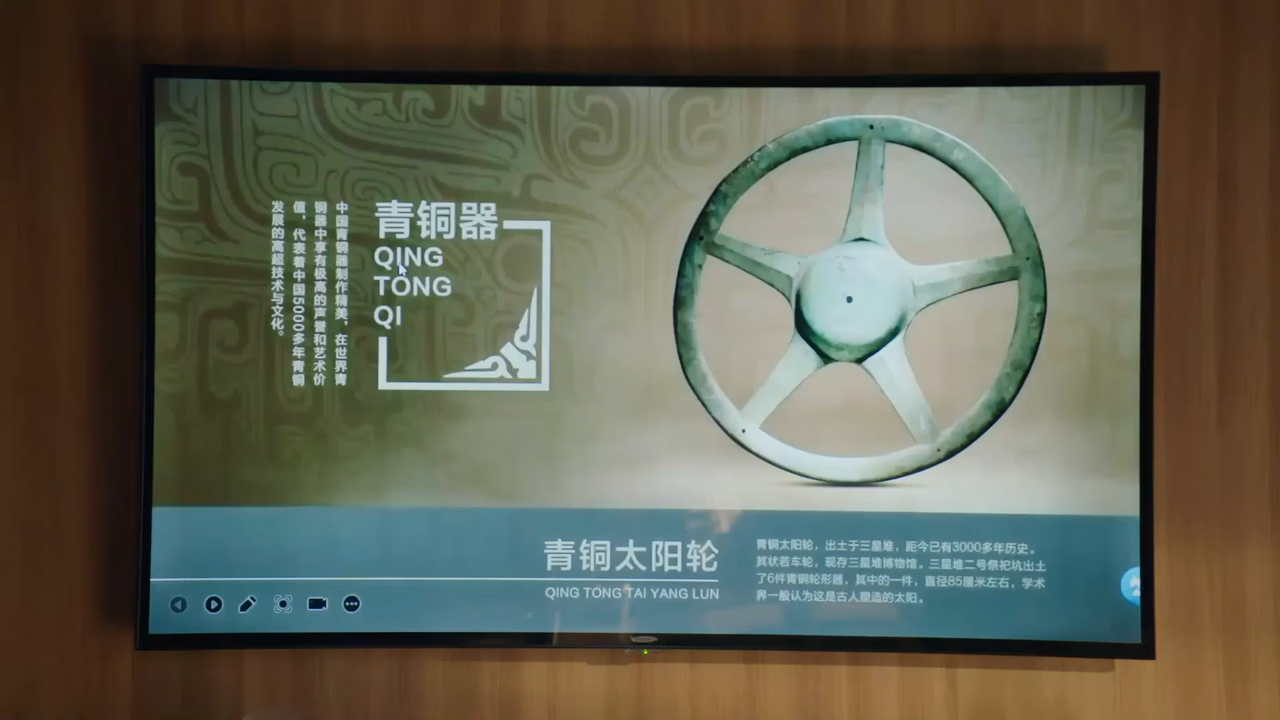 青铜器
QING
TONG
QI
中国青铜器制作精美，在世界青
铜器中享有极高的声誉和艺术价
值，代表着中国5000多年青铜
发展的高超技术与文化。
青铜太阳轮
QING TONG TAI YANG LUN
青铜太阳轮，出土于三星堆，距今已有3000多年历史。
其状若车轮，现存三星堆博物馆。三星堆二号祭祀坑出土
了6件青铜轮形器，其中的一件，直径85厘米左右，学术
界一般认为这是古人塑造的太阳。